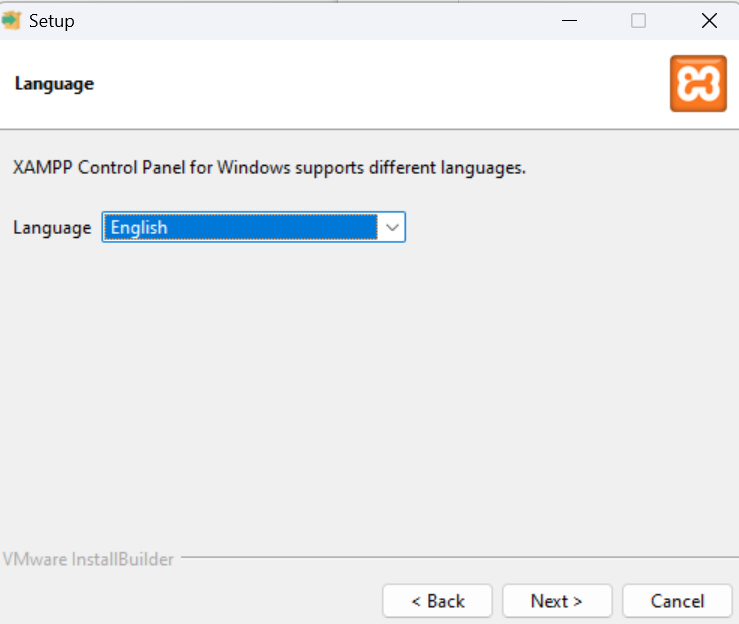 Setup
Language
XAMPP Control Panel for Windows supports different languages.
Language English
VMware InstallBuilder
< Back Next > Cancel